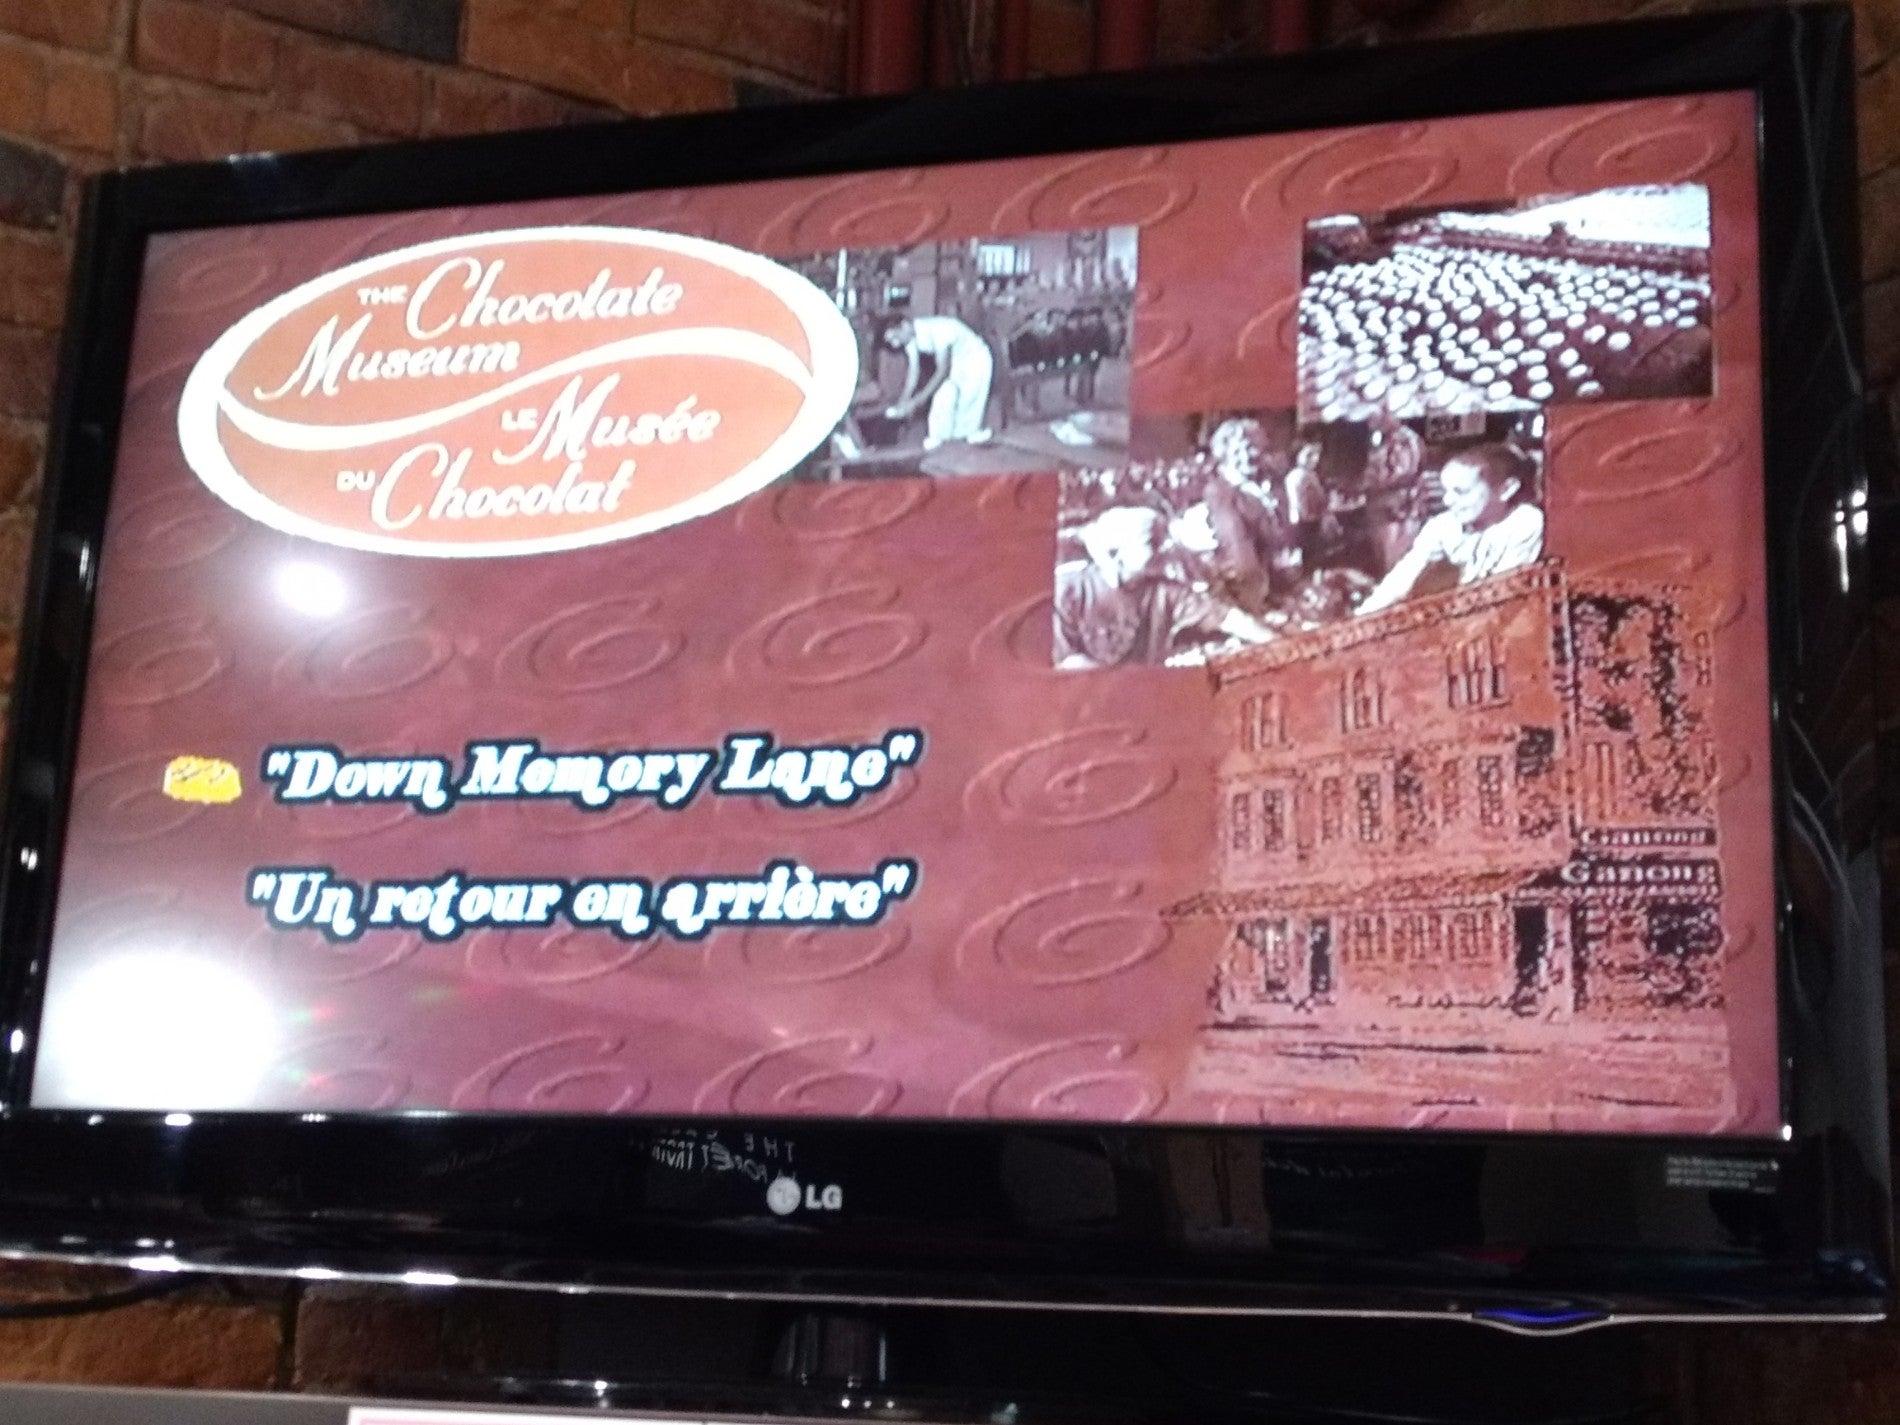 THE Chocolate
Museum
LE Musée
DU Chocolat
"Down Memory Lane"
"Un retour en arrière"
Ganong
Ganong
LG